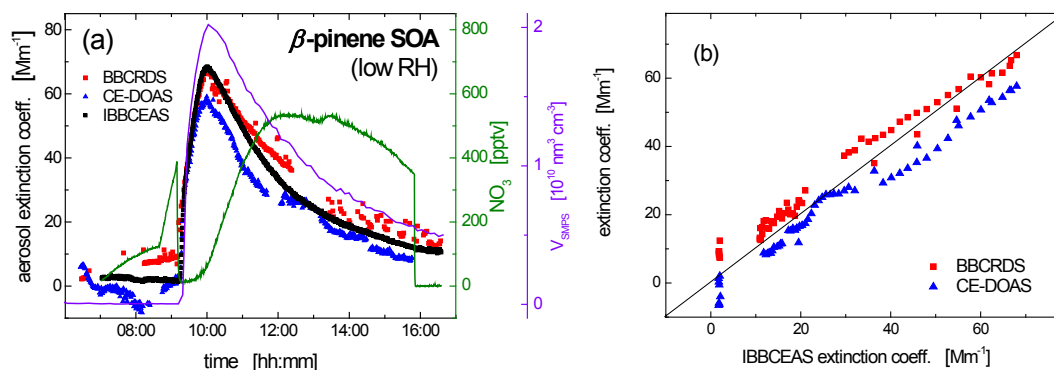 (a)
β-pinene SOA
(low RH)
BBCRDS
CE-DOAS
IBBCEAS
aerosol extinction coeff. [Mm⁻¹]
80
60
40
20
0
08:00
10:00
12:00
14:00
16:00
time [hh:mm]
800
600
400
200
0
NO₃ [pptv]
2
1
0
V_SMPS [10¹⁰ nm³ cm⁻³]
(b)
extinction coeff. [Mm⁻¹]
60
40
20
0
0
20
40
60
IBBCEAS extinction coeff. [Mm⁻¹]
BBCRDS
CE-DOAS